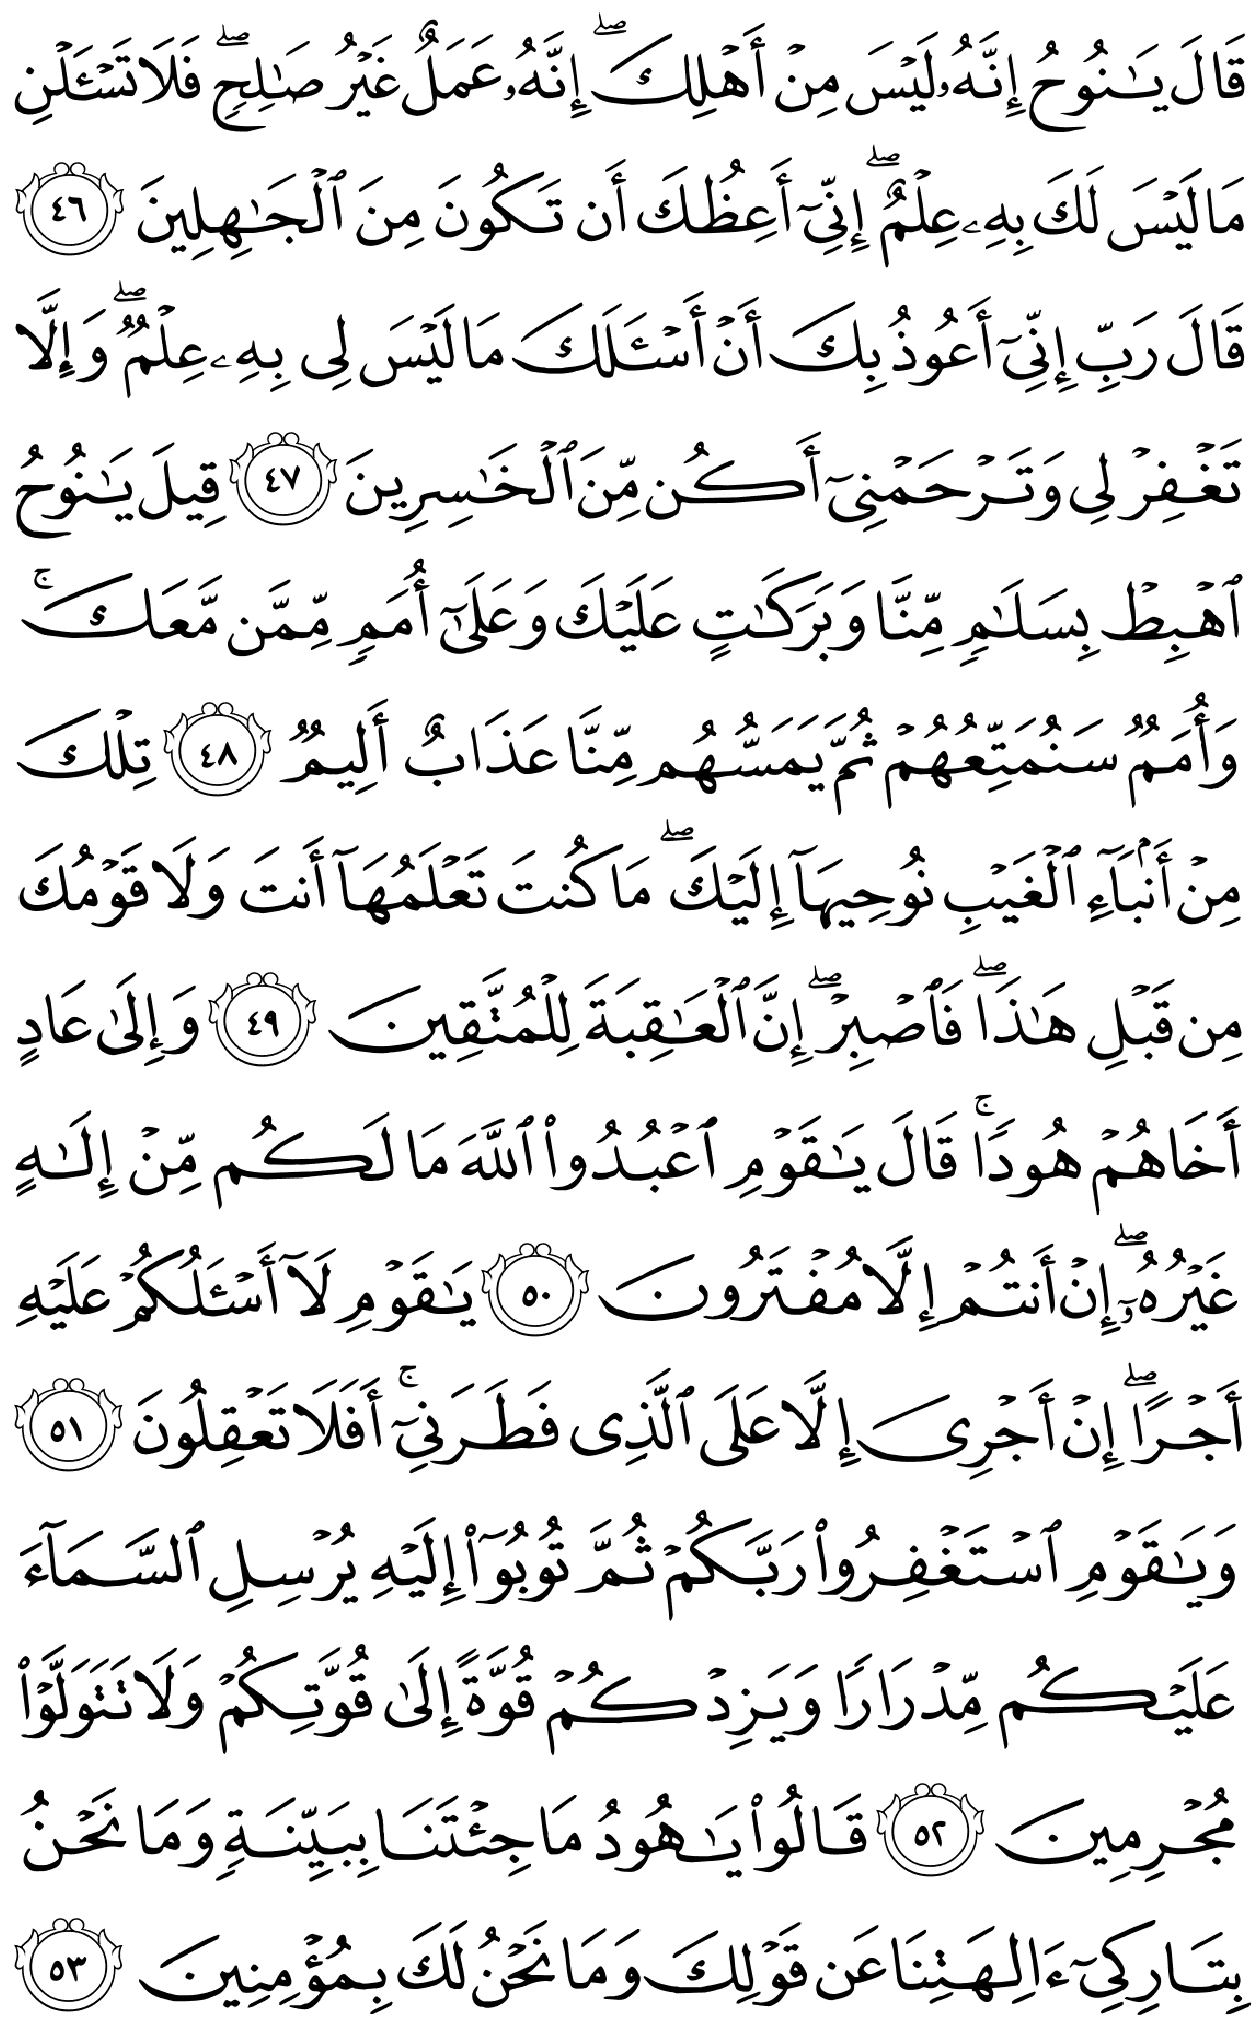 قَالَ يَـٰنُوحُ إِنَّهُۥ لَيْسَ مِنْ أَهْلِكَ ۖ إِنَّهُۥ عَمَلٌ غَيْرُ صَـٰلِحٍ ۖ فَلَا تَسْـَٔلْنِ
مَا لَيْسَ لَكَ بِهِۦ عِلْمٌ ۖ إِنِّىٓ أَعِظُكَ أَن تَكُونَ مِنَ ٱلْجَـٰهِلِينَ ٤٦
قَالَ رَبِّ إِنِّىٓ أَعُوذُ بِكَ أَنْ أَسْـَٔلَكَ مَا لَيْسَ لِى بِهِۦ عِلْمٌ ۖ وَإِلَّا
تَغْفِرْ لِى وَتَرْحَمْنِىٓ أَكُن مِّنَ ٱلْخَـٰسِرِينَ ٤٧ قِيلَ يَـٰنُوحُ
ٱهْبِطْ بِسَلَـٰمٍ مِّنَّا وَبَرَكَـٰتٍ عَلَيْكَ وَعَلَىٰٓ أُمَمٍ مِّمَّن مَّعَكَ ۚ
وَأُمَمٌ سَنُمَتِّعُهُمْ ثُمَّ يَمَسُّهُم مِّنَّا عَذَابٌ أَلِيمٌ ٤٨ تِلْكَ
مِنْ أَنۢبَآءِ ٱلْغَيْبِ نُوحِيهَآ إِلَيْكَ ۖ مَا كُنتَ تَعْلَمُهَآ أَنتَ وَلَا قَوْمُكَ
مِن قَبْلِ هَـٰذَا ۖ فَٱصْبِرْ ۖ إِنَّ ٱلْعَـٰقِبَةَ لِلْمُتَّقِينَ ٤٩ وَإِلَىٰ عَادٍ
أَخَاهُمْ هُودًا ۚ قَالَ يَـٰقَوْمِ ٱعْبُدُوا۟ ٱللَّهَ مَا لَكُم مِّنْ إِلَـٰهٍ
غَيْرُهُۥٓ ۖ إِنْ أَنتُمْ إِلَّا مُفْتَرُونَ ٥٠ يَـٰقَوْمِ لَآ أَسْـَٔلُكُمْ عَلَيْهِ
أَجْرًا ۖ إِنْ أَجْرِىَ إِلَّا عَلَى ٱلَّذِى فَطَرَنِىٓ ۚ أَفَلَا تَعْقِلُونَ ٥١
وَيَـٰقَوْمِ ٱسْتَغْفِرُوا۟ رَبَّكُمْ ثُمَّ تُوبُوٓا۟ إِلَيْهِ يُرْسِلِ ٱلسَّمَآءَ
عَلَيْكُم مِّدْرَارًا وَيَزِدْكُمْ قُوَّةً إِلَىٰ قُوَّتِكُمْ وَلَا تَتَوَلَّوْا۟
مُجْرِمِينَ ٥٢ قَالُوا۟ يَـٰهُودُ مَا جِئْتَنَا بِبَيِّنَةٍ وَمَا نَحْنُ
بِتَارِكِىٓ ءَالِهَتِنَا عَن قَوْلِكَ وَمَا نَحْنُ لَكَ بِمُؤْمِنِينَ ٥٣